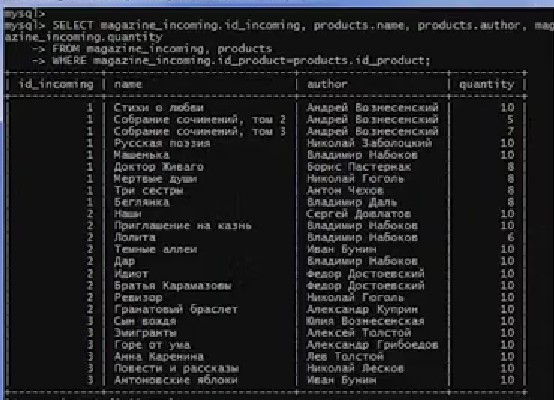 mysql>
mysql> SELECT magazine_incoming.id_incoming, products.name, products.author, mag
azine_incoming.quantity
-> FROM magazine_incoming, products
-> WHERE magazine_incoming.id_product=products.id_product;
| id_incoming | name | author | quantity |
| 1 | Стихи о любви | Андрей Вознесенский | 10 |
| 1 | Собрание сочинений, том 2 | Андрей Вознесенский | 5 |
| 1 | Собрание сочинений, том 3 | Андрей Вознесенский | 7 |
| 1 | Русская поэзия | Николай Заболоцкий | 10 |
| 1 | Машенька | Владимир Набоков | 10 |
| 1 | Доктор Живаго | Борис Пастернак | 8 |
| 1 | Мертвые души | Николай Гоголь | 8 |
| 1 | Три сестры | Антон Чехов | 8 |
| 1 | Беглянка | Владимир Даль | 8 |
| 2 | Наши | Сергей Довлатов | 10 |
| 2 | Приглашение на казнь | Владимир Набоков | 10 |
| 2 | Лолита | Владимир Набоков | 6 |
| 2 | Темные аллеи | Иван Бунин | 10 |
| 2 | Дар | Владимир Набоков | 10 |
| 2 | Идиот | Федор Достоевский | 10 |
| 2 | Братья Карамазовы | Федор Достоевский | 10 |
| 2 | Ревизор | Николай Гоголь | 10 |
| 2 | Гранатовый браслет | Александр Куприн | 10 |
| 3 | Сын вождя | Юлия Вознесенская | 10 |
| 3 | Эмигранты | Алексей Толстой | 10 |
| 3 | Горе от ума | Александр Грибоедов | 10 |
| 3 | Анна Каренина | Лев Толстой | 10 |
| 3 | Повести и рассказы | Николай Лесков | 10 |
| 3 | Антоновские яблоки | Иван Бунин | 10 |